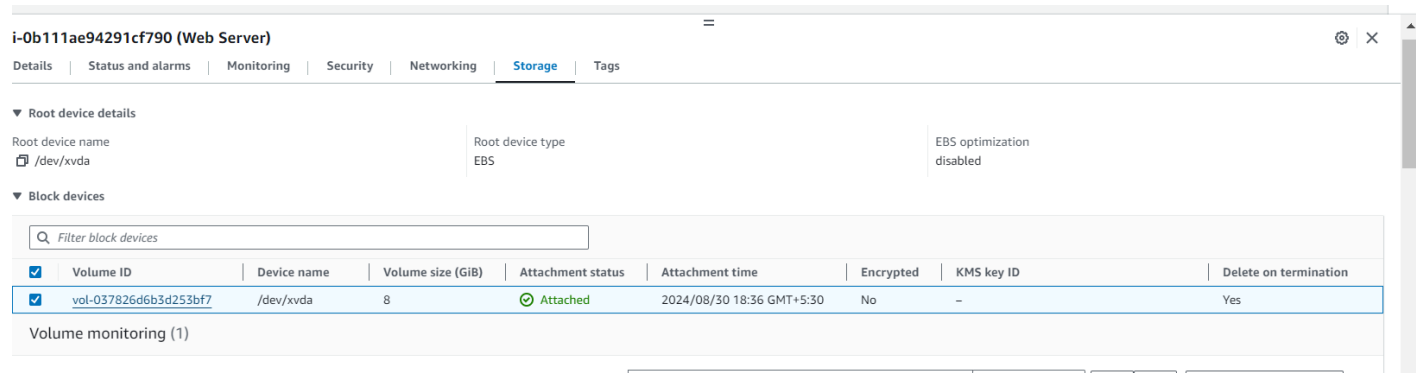 i-0b111ae94291cf790 (Web Server)
Details Status and alarms Monitoring Security Networking Storage Tags
Root device details
Root device name Root device type EBS optimization
/dev/xvda EBS disabled
Block devices
Filter block devices
Volume ID Device name Volume size (GiB) Attachment status Attachment time Encrypted KMS key ID Delete on termination
vol-037826d6b3d253bf7 /dev/xvda 8 Attached 2024/08/30 18:36 GMT+5:30 No – Yes
Volume monitoring (1)